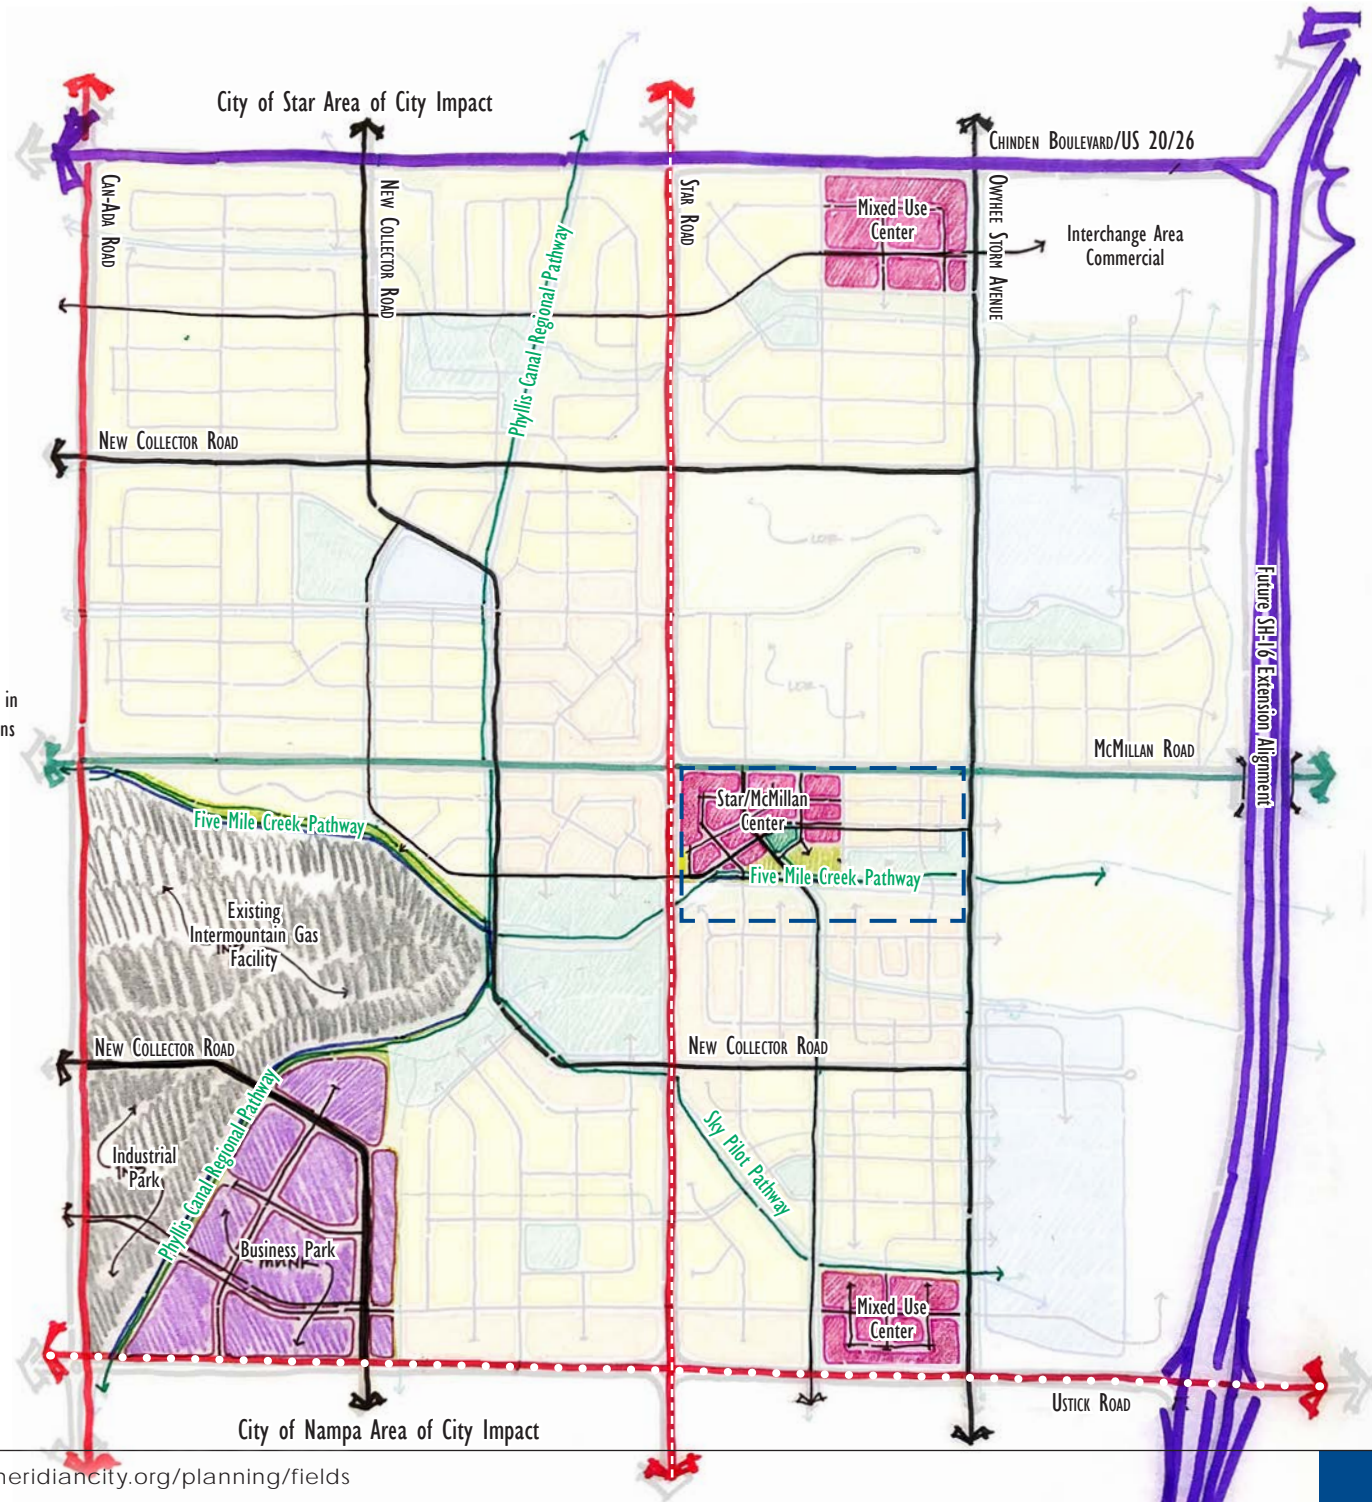 City of Star Area of City Impact
Chinden Boulevard/US 20/26
Can-Ada Road
New Collector Road
Star Road
Owyhee Storm Avenue
Mixed Use
Center
Interchange Area
Commercial
Phyllis-Canal-Regional-Pathway
New Collector Road
LDR
LDR
Future SH-16 Extension Alignment
in
ns
McMillan Road
Star/McMillan
Center
Five Mile Creek Pathway
Five Mile Creek Pathway
Existing
Intermountain Gas
Facility
New Collector Road
New Collector Road
Phyllis-Canal-Regional-Pathway
Sky Pilot Pathway
Industrial
Park
Business Park
Mixed Use
Center
Ustick Road
City of Nampa Area of City Impact
meridiancity.org/planning/fields